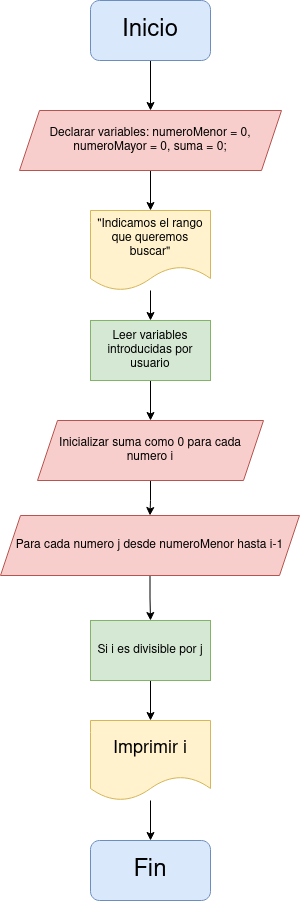 Inicio
Declarar variables: numeroMenor = 0,
numeroMayor = 0, suma = 0;
"Indicamos el rango
que queremos
buscar"
Leer variables
introducidas por
usuario
Inicializar suma como 0 para cada
numero i
Para cada numero j desde numeroMenor hasta i-1
Si i es divisible por j
Imprimir i
Fin